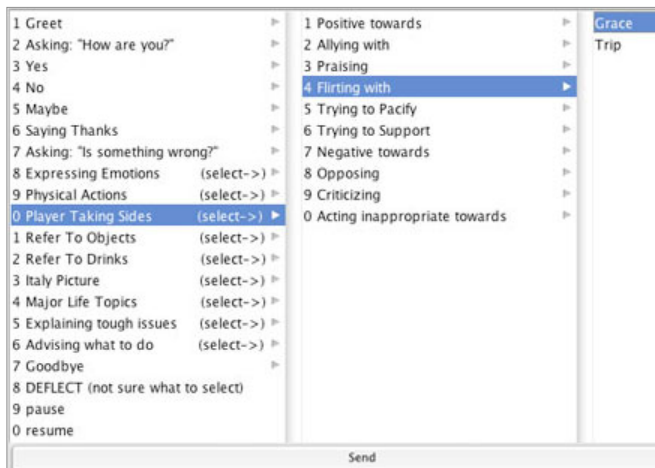 1 Greet
2 Asking: "How are you?"
3 Yes
4 No
5 Maybe
6 Saying Thanks
7 Asking: "Is something wrong?"
8 Expressing Emotions (select->)
9 Physical Actions (select->)
0 Player Taking Sides (select->)
1 Refer To Objects (select->)
2 Refer To Drinks (select->)
3 Italy Picture (select->)
4 Major Life Topics (select->)
5 Explaining tough issues (select->)
6 Advising what to do (select->)
7 Goodbye
8 DEFLECT (not sure what to select)
9 pause
0 resume
1 Positive towards
2 Allying with
3 Praising
4 Flirting with
5 Trying to Pacify
6 Trying to Support
7 Negative towards
8 Opposing
9 Criticizing
0 Acting inappropriate towards
Grace
Trip
Send